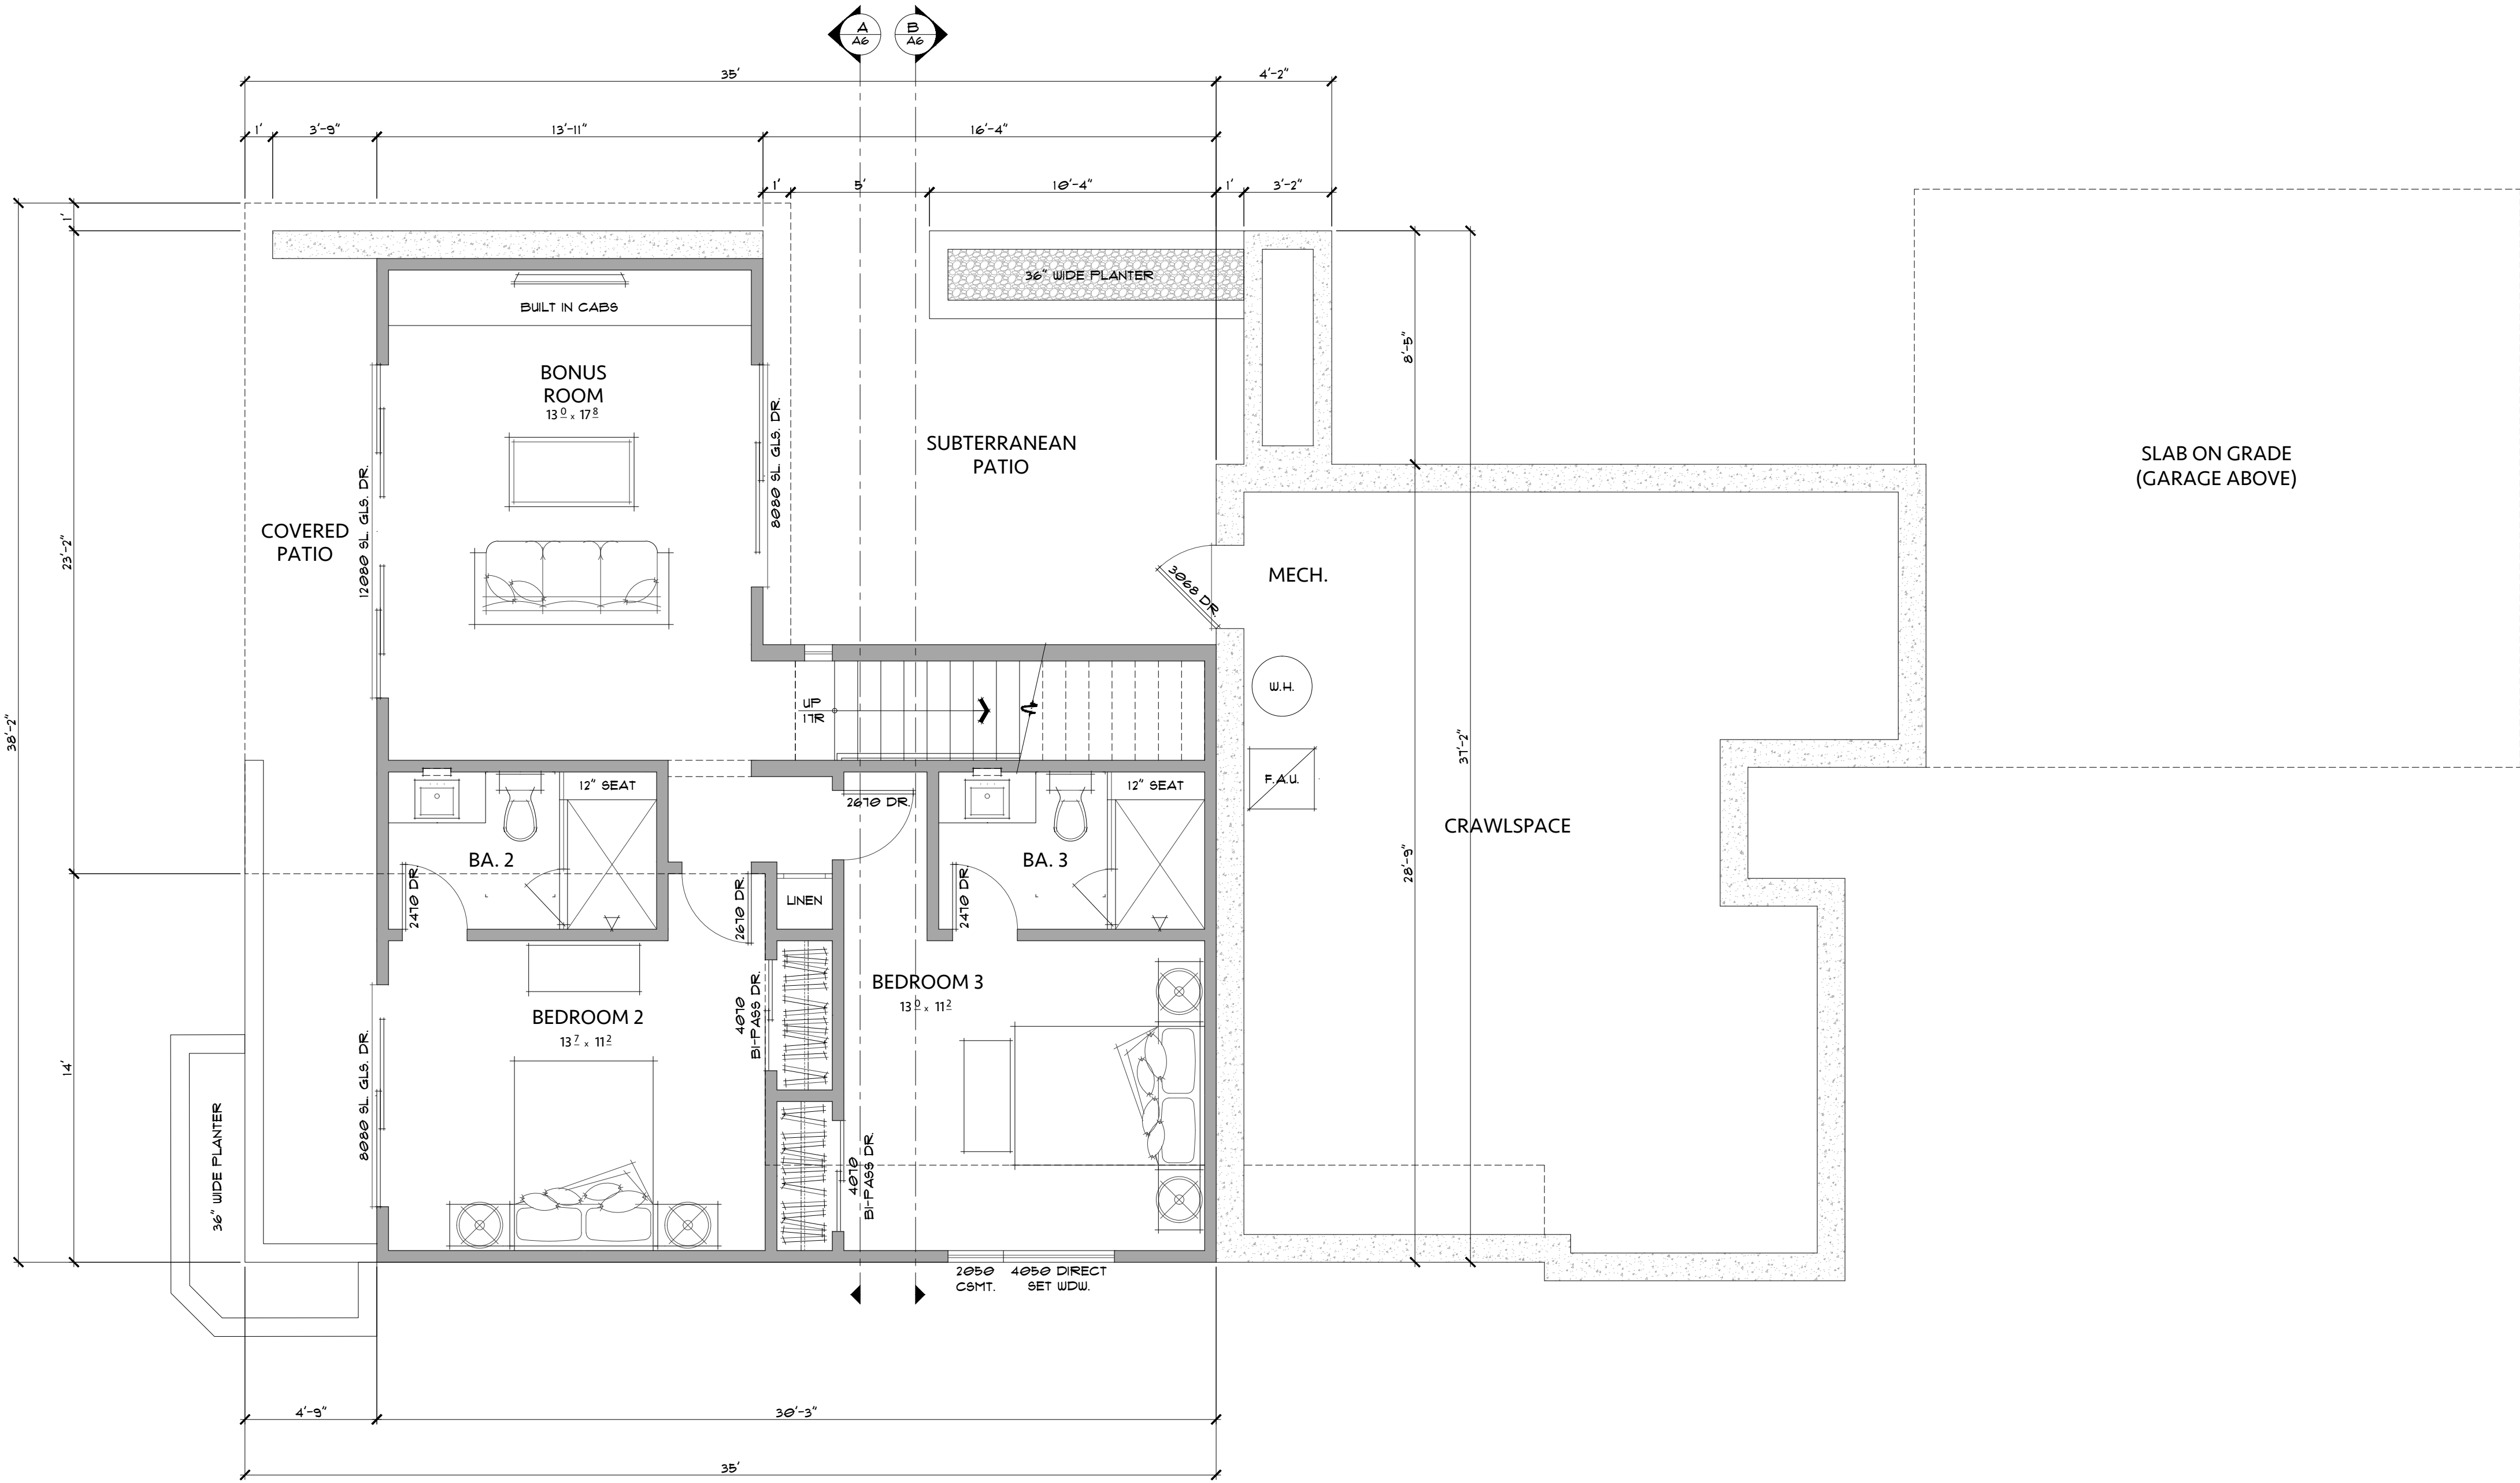 A B
A6 A6
35' 4'-2"
1' 3'-9" 13'-11" 16'-4"
1' 5' 10'-4" 1' 3'-2"
1'
36" WIDE PLANTER
BUILT IN CABS
8'-5"
BONUS
ROOM
13 0 x 17 8
SUBTERRANEAN
PATIO
SLAB ON GRADE
(GARAGE ABOVE)
8080 SL. GLS. DR.
12080 SL. GLS. DR.
COVERED
PATIO
23'-2"
MECH.
3068 DR.
W.H.
UP
17R
38'-2"
37'-2"
F.A.U.
12" SEAT
12" SEAT
2670 DR.
CRAWLSPACE
BA. 2
BA. 3
28'-9"
2470 DR.
2670 DR.
LINEN
2470 DR.
BEDROOM 3
13 0 x 11 2
BEDROOM 2
13 7 x 11 2
4070
BI-PASS DR.
14'
8080 SL. GLS. DR.
36" WIDE PLANTER
4070
BI-PASS DR.
2050
CSMT.
4050 DIRECT
SET WDW.
4'-9" 30'-3"
35'